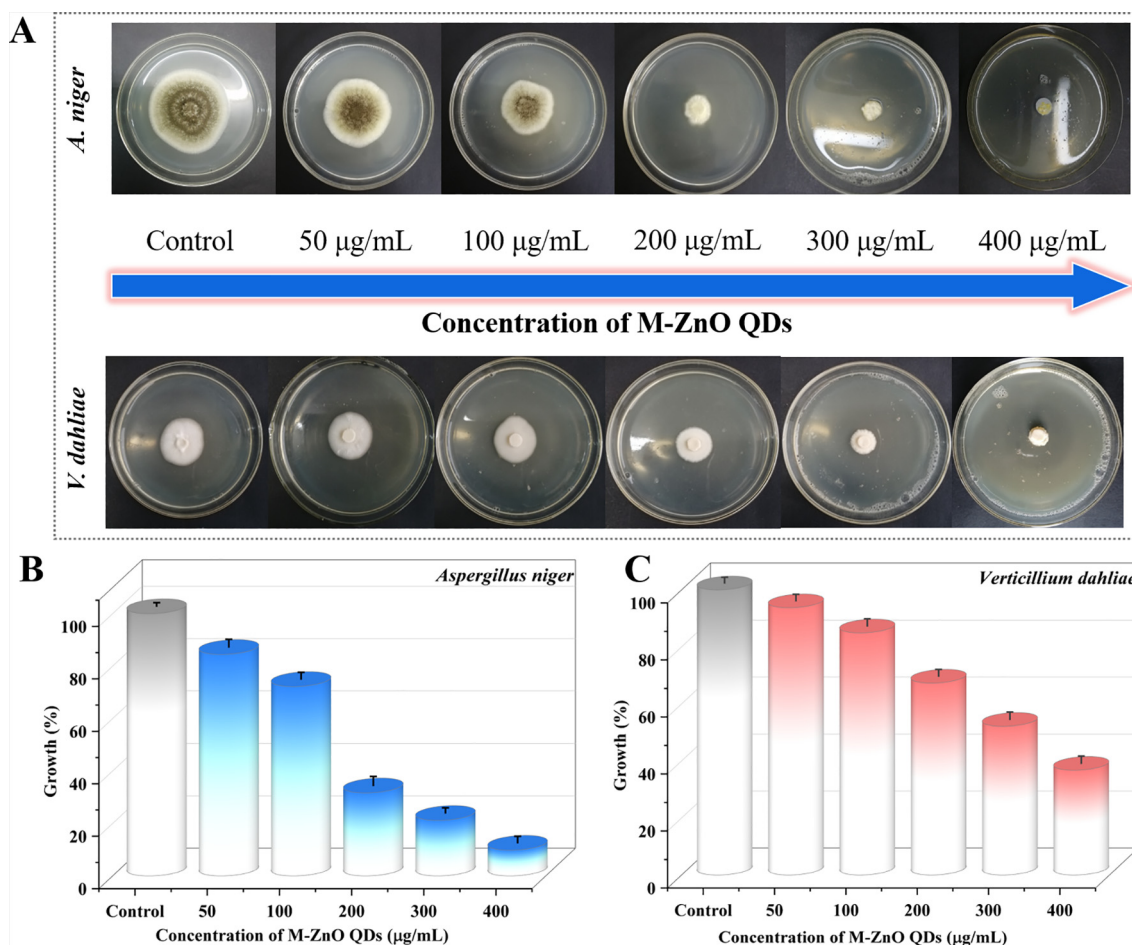 A
A. niger
Control 50 μg/mL 100 μg/mL 200 μg/mL 300 μg/mL 400 μg/mL
Concentration of M-ZnO QDs
V. dahliae
B
Aspergillus niger
Growth (%)
100
80
60
40
20
0
Control 50 100 200 300 400
Concentration of M-ZnO QDs (μg/mL)
C
Verticillium dahliae
Growth (%)
100
80
60
40
20
0
Control 50 100 200 300 400
Concentration of M-ZnO QDs (μg/mL)